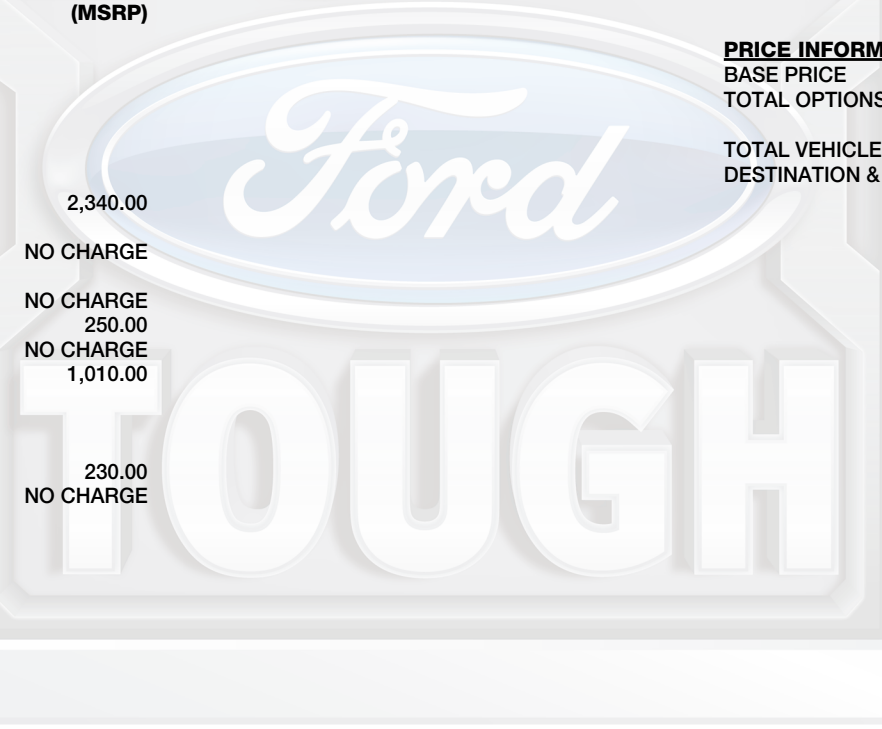 (MSRP)
2,340.00
NO CHARGE
NO CHARGE
250.00
NO CHARGE
1,010.00
230.00
NO CHARGE
PRICE INFORM
BASE PRICE
TOTAL OPTIONS
TOTAL VEHICLE
DESTINATION &
Ford
TOUGH